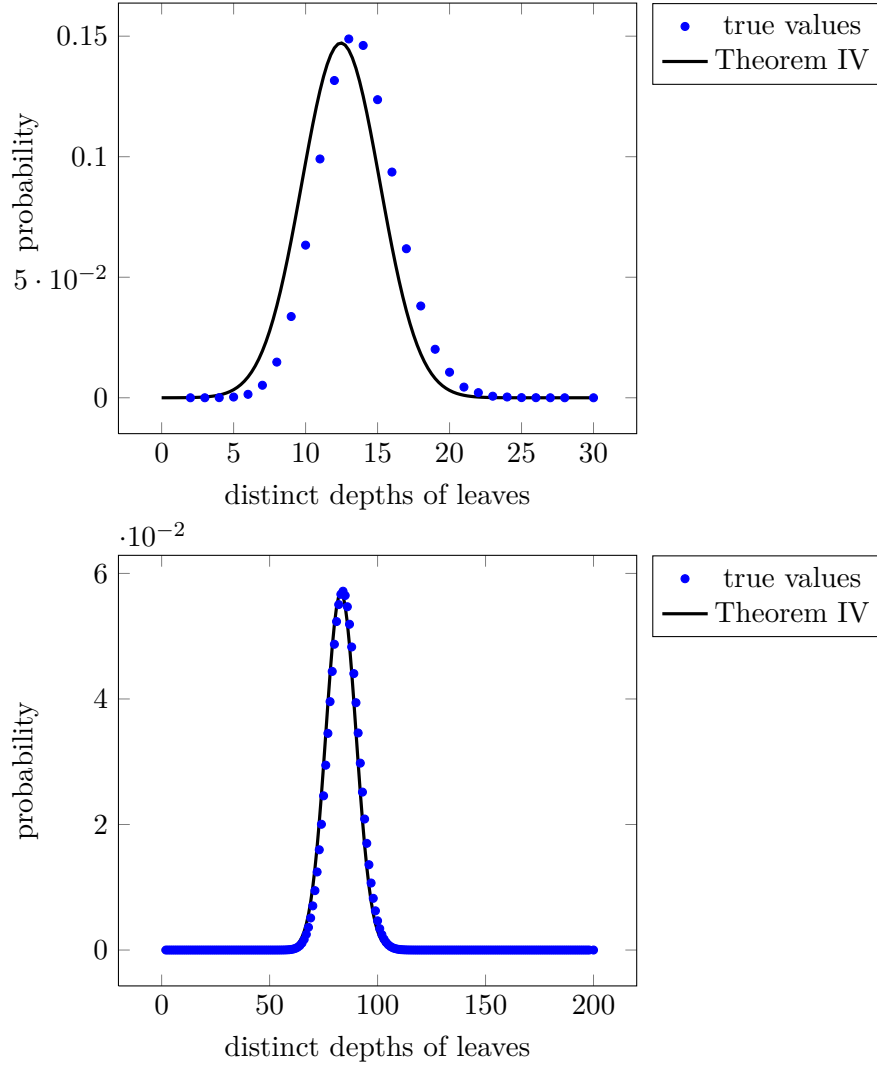 0.15
0.1
5 · 10⁻²
0
probability
0 5 10 15 20 25 30
distinct depths of leaves
true values
Theorem IV
·10⁻²
6
4
2
0
probability
0 50 100 150 200
distinct depths of leaves
true values
Theorem IV